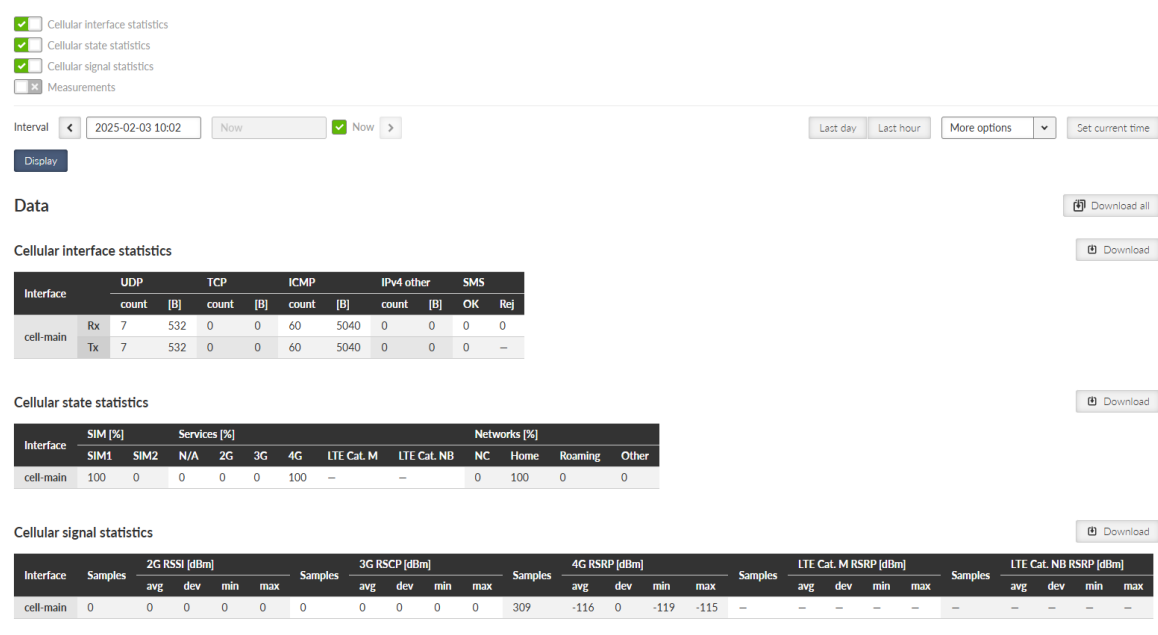 Cellular interface statistics
Cellular state statistics
Cellular signal statistics
Measurements
Interval 2025-02-03 10:02 Now Now Last day Last hour More options Set current time
Display
Data Download all
Cellular interface statistics Download
Interface UDP TCP ICMP IPv4 other SMS
count [B] count [B] count [B] count [B] OK Rej
cell-main Rx 7 532 0 0 60 5040 0 0 0 0
Tx 7 532 0 0 60 5040 0 0 0 –
Cellular state statistics Download
Interface SIM [%] Services [%] Networks [%]
SIM1 SIM2 N/A 2G 3G 4G LTE Cat. M LTE Cat. NB NC Home Roaming Other
cell-main 100 0 0 0 0 100 – – 0 100 0 0
Cellular signal statistics Download
Interface Samples 2G RSSI [dBm] Samples 3G RSCP [dBm] Samples 4G RSRP [dBm] Samples LTE Cat. M RSRP [dBm] Samples LTE Cat. NB RSRP [dBm]
avg dev min max avg dev min max avg dev min max avg dev min max avg dev min max
cell-main 0 0 0 0 0 0 0 0 0 0 309 -116 0 -119 -115 – – – – – – – – – –